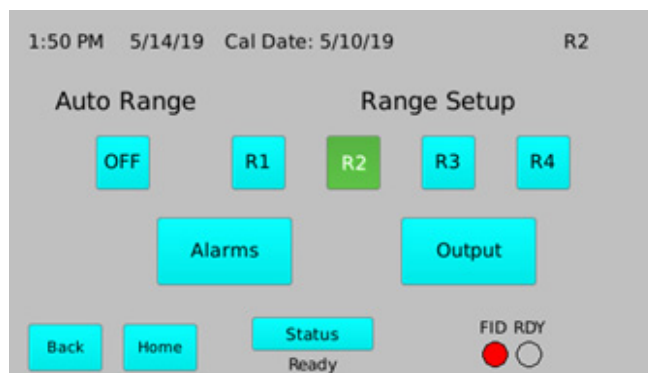 1:50 PM 5/14/19 Cal Date: 5/10/19 R2
Auto Range Range Setup
OFF R1 R2 R3 R4
Alarms Output
Back Home Status FID RDY
Ready